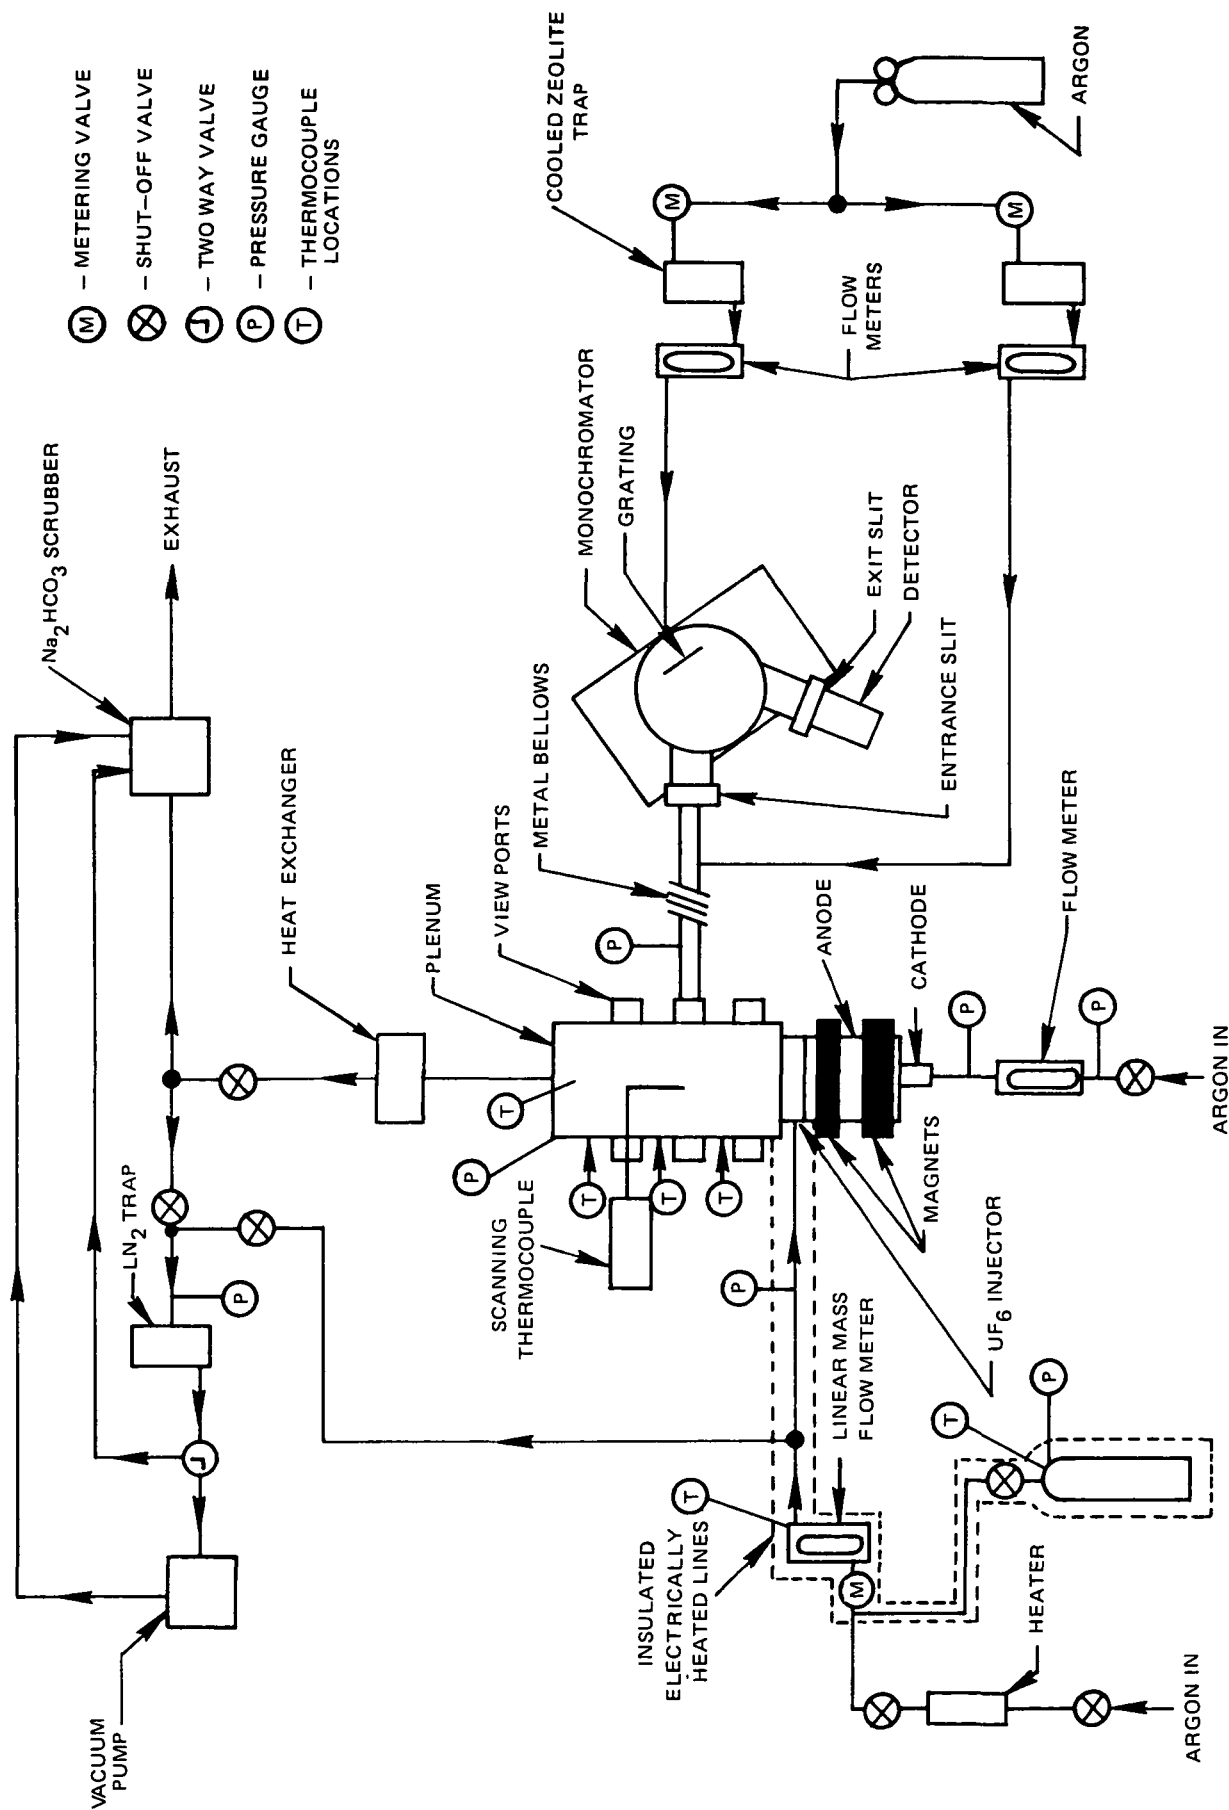 Ⓜ – METERING VALVE
⊗ – SHUT-OFF VALVE
– TWO WAY VALVE
Ⓟ – PRESSURE GAUGE
Ⓣ – THERMOCOUPLE
LOCATIONS
VACUUM
PUMP
LN2 TRAP
Na2HCO3 SCRUBBER
EXHAUST
P
HEAT EXCHANGER
PLENUM
VIEW PORTS
METAL BELLOWS
MONOCHROMATOR
GRATING
COOLED ZEOLITE
TRAP
M
M
ARGON
FLOW
METERS
EXIT SLIT
DETECTOR
ENTRANCE SLIT
P
T
P
T
T
T
SCANNING
THERMOCOUPLE
ANODE
CATHODE
FLOW METER
P
P
ARGON IN
MAGNETS
UF6 INJECTOR
P
LINEAR MASS
FLOW METER
T
INSULATED
ELECTRICALLY
HEATED LINES
M
T
P
HEATER
ARGON IN